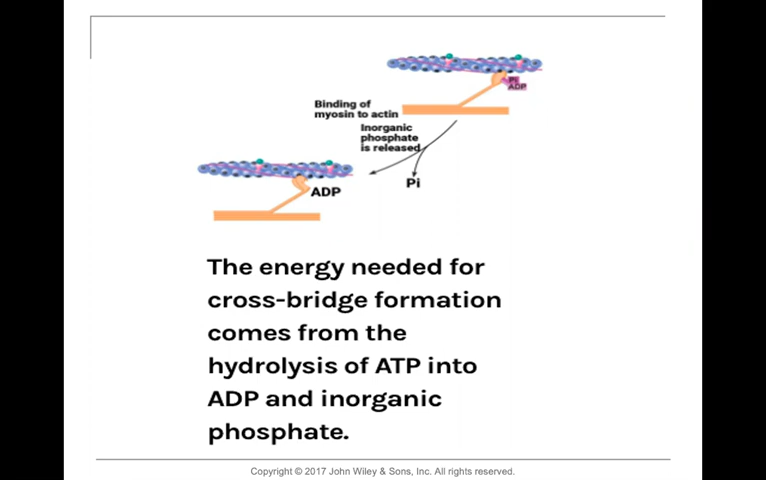 Pi
ADP
Binding of
myosin to actin
Inorganic
phosphate
is released
Pi
ADP
The energy needed for
cross-bridge formation
comes from the
hydrolysis of ATP into
ADP and inorganic
phosphate.
Copyright © 2017 John Wiley & Sons, Inc. All rights reserved.